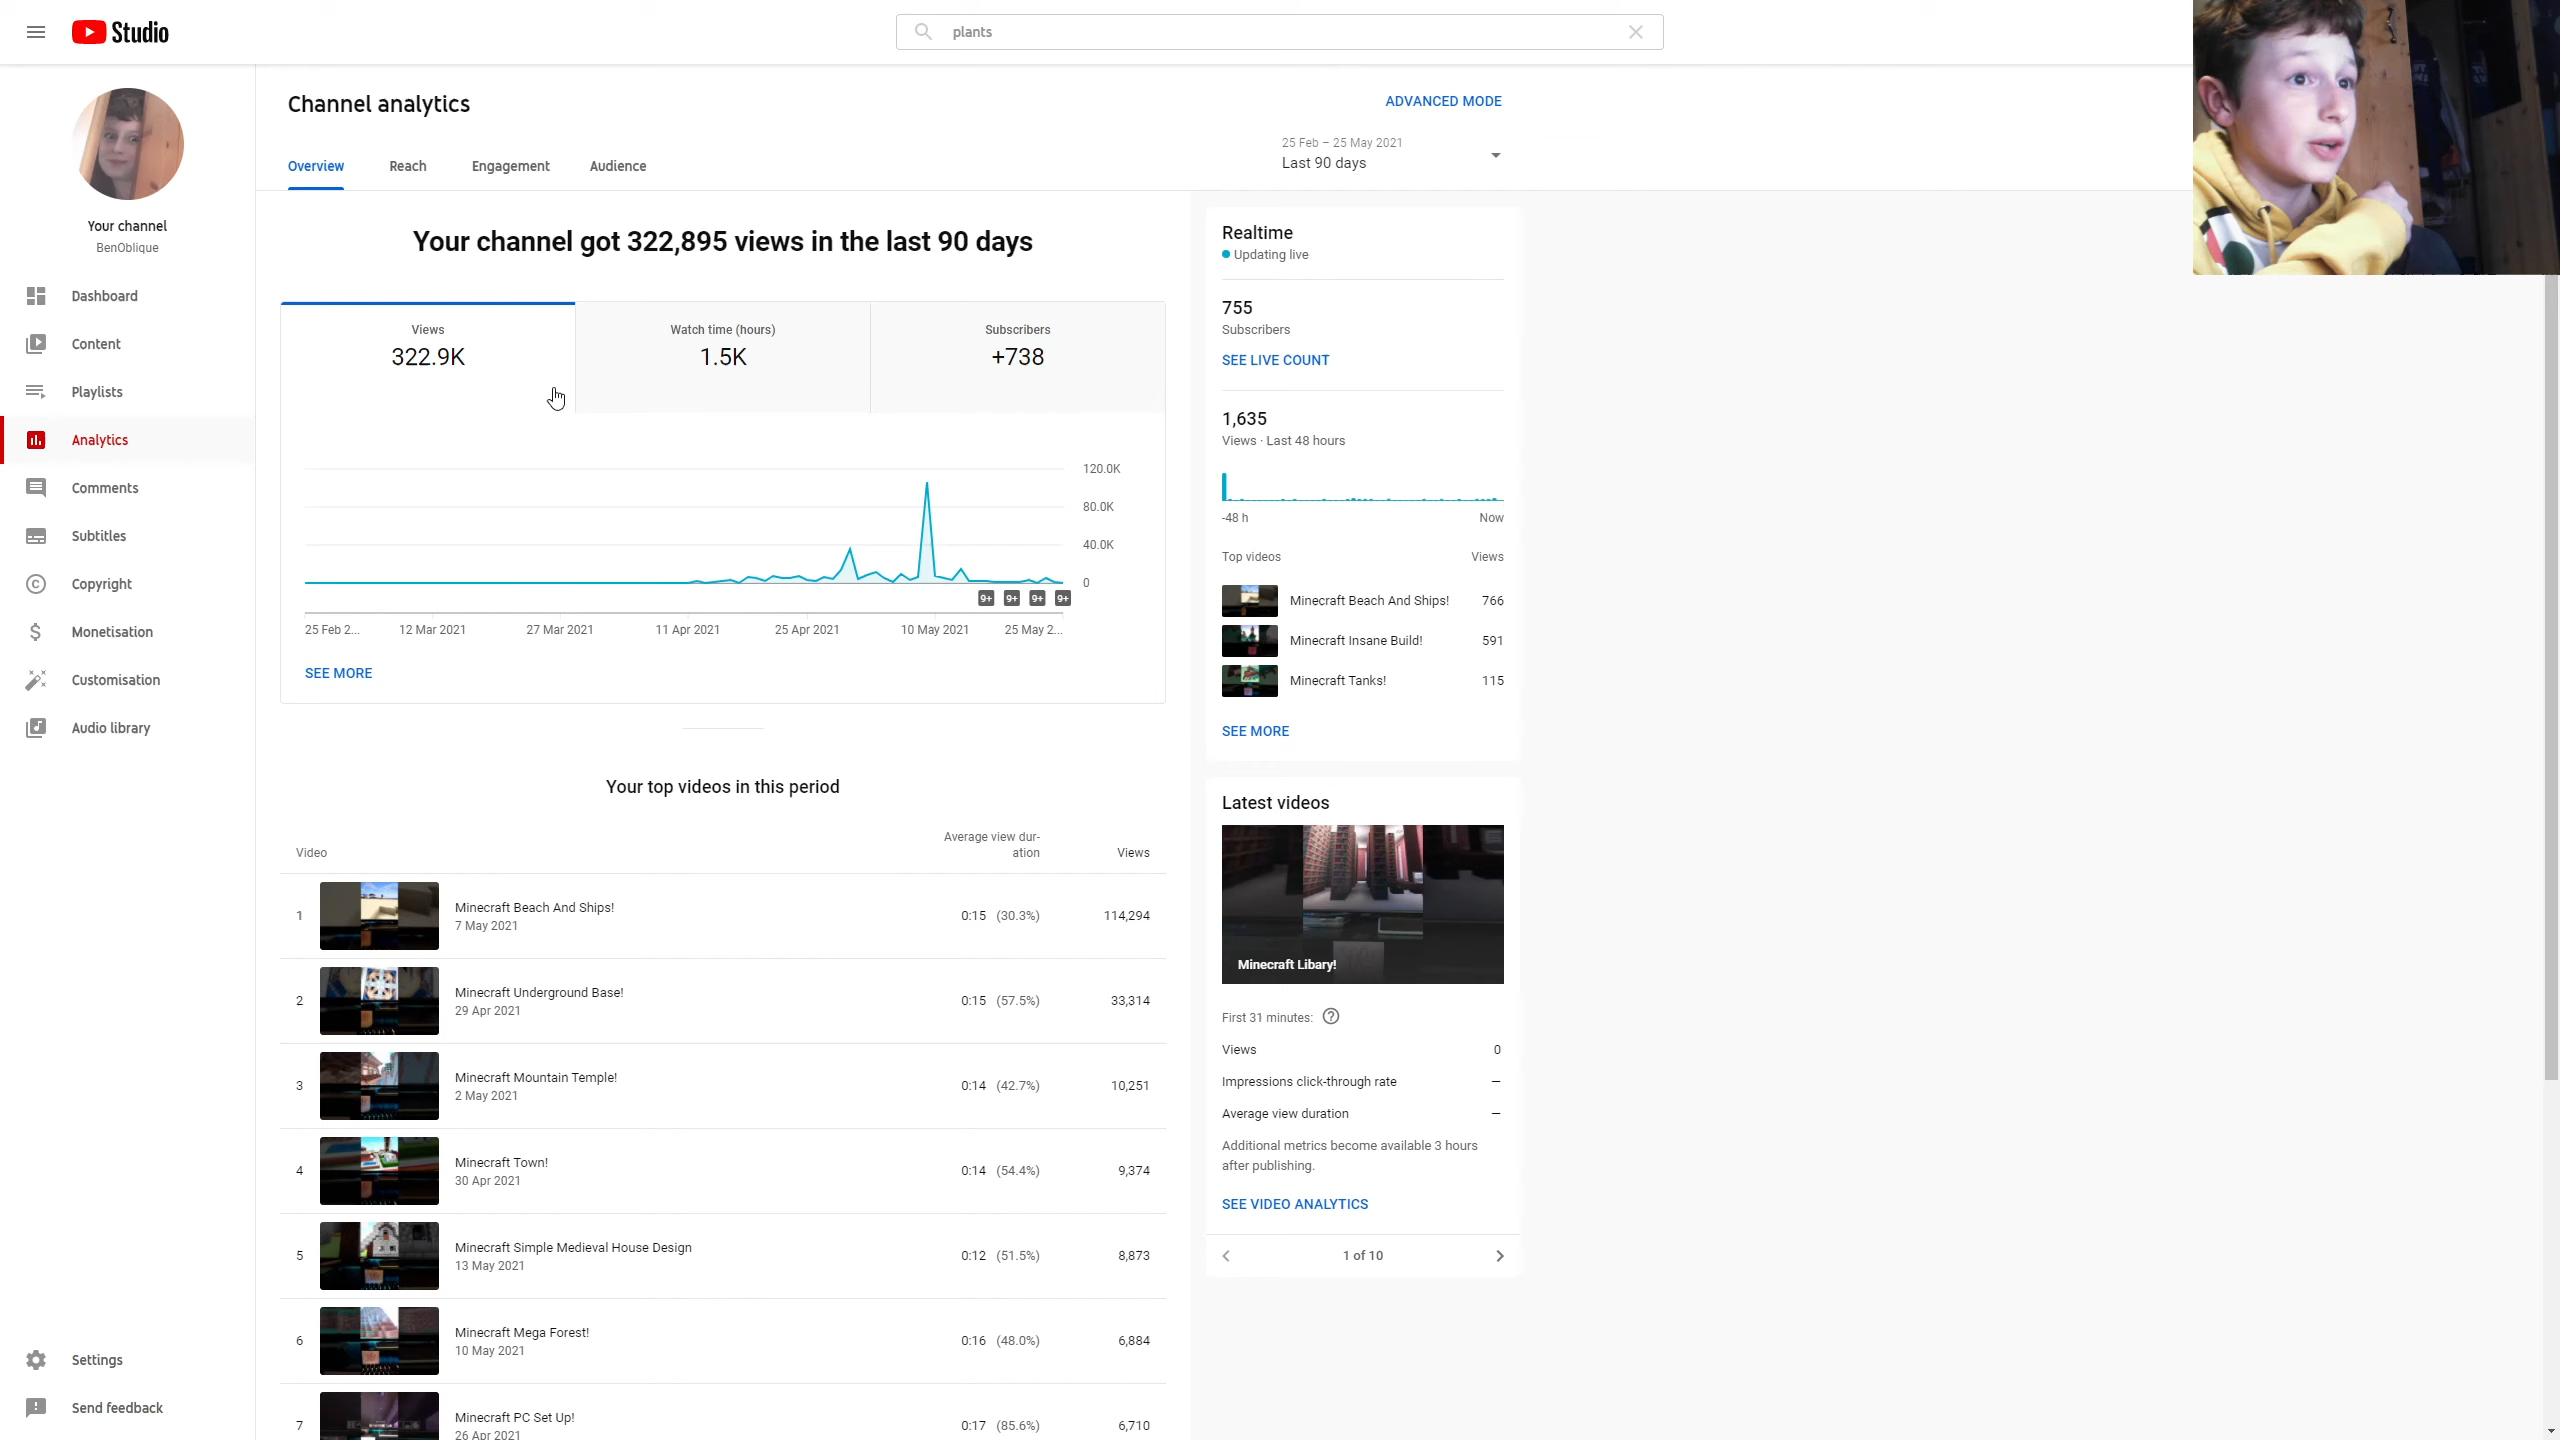 Studio
plants
Your channel
BenOblique
Dashboard
Content
Playlists
Analytics
Comments
Subtitles
Copyright
Monetisation
Customisation
Audio library
Settings
Send feedback
Channel analytics
ADVANCED MODE
25 Feb – 25 May 2021
Last 90 days
Overview Reach Engagement Audience
Your channel got 322,895 views in the last 90 days
Views Watch time (hours) Subscribers
322.9K 1.5K +738
120.0K
80.0K
40.0K
0
9+ 9+ 9+ 9+
25 Feb 2... 12 Mar 2021 27 Mar 2021 11 Apr 2021 25 Apr 2021 10 May 2021 25 May 2...
SEE MORE
Your top videos in this period
Video Average view dur-
ation Views
1 Minecraft Beach And Ships! 0:15 (30.3%) 114,294
7 May 2021
2 Minecraft Underground Base! 0:15 (57.5%) 33,314
29 Apr 2021
3 Minecraft Mountain Temple! 0:14 (42.7%) 10,251
2 May 2021
4 Minecraft Town! 0:14 (54.4%) 9,374
30 Apr 2021
5 Minecraft Simple Medieval House Design 0:12 (51.5%) 8,873
13 May 2021
6 Minecraft Mega Forest! 0:16 (48.0%) 6,884
10 May 2021
7 Minecraft PC Set Up! 0:17 (85.6%) 6,710
26 Apr 2021
Realtime
Updating live
755
Subscribers
SEE LIVE COUNT
1,635
Views · Last 48 hours
-48 h Now
Top videos Views
Minecraft Beach And Ships! 766
Minecraft Insane Build! 591
Minecraft Tanks! 115
SEE MORE
Latest videos
Minecraft Libary!
First 31 minutes:
Views 0
Impressions click-through rate –
Average view duration –
Additional metrics become available 3 hours
after publishing.
SEE VIDEO ANALYTICS
1 of 10